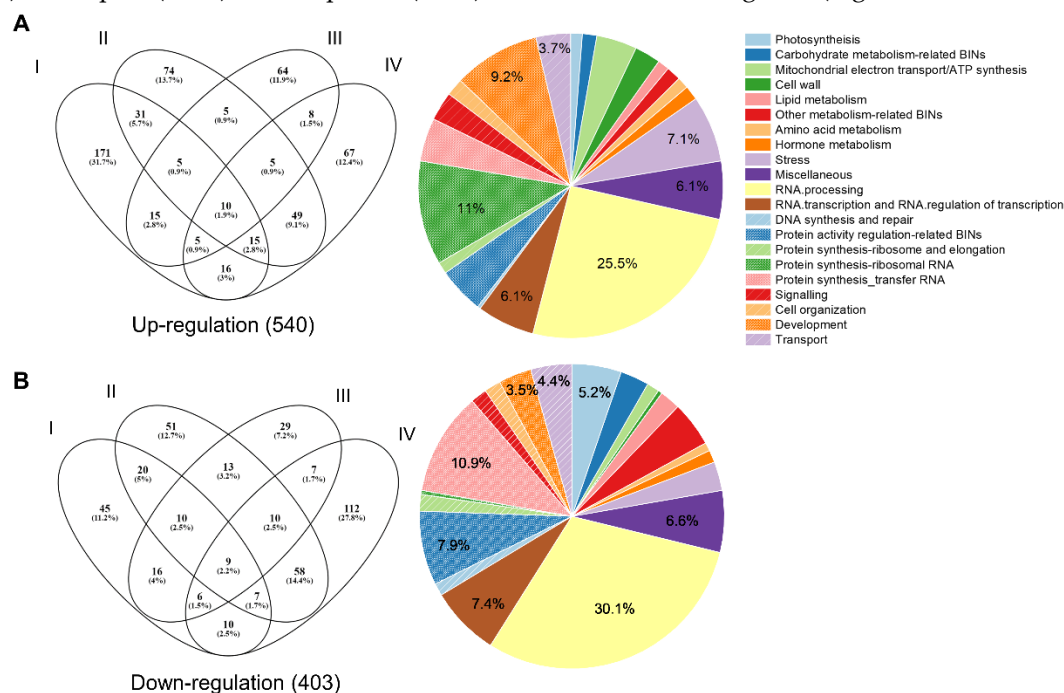 A
I
II
III
IV
74
(13.7%)
64
(11.9%)
31
(5.7%)
5
(0.9%)
8
(1.5%)
171
(31.7%)
67
(12.4%)
5
(0.9%)
5
(0.9%)
15
(2.8%)
10
(1.9%)
49
(9.1%)
5
(0.9%)
15
(2.8%)
16
(3%)
Up-regulation (540)
3.7%
9.2%
7.1%
6.1%
11%
25.5%
6.1%
Photosyntheisis
Carbohydrate metabolism-related BINs
Mitochondrial electron transport/ATP synthesis
Cell wall
Lipid metabolism
Other metabolism-related BINs
Amino acid metabolism
Hormone metabolism
Stress
Miscellaneous
RNA.processing
RNA.transcription and RNA.regulation of transcription
DNA synthesis and repair
Protein activity regulation-related BINs
Protein synthesis-ribosome and elongation
Protein synthesis-ribosomal RNA
Protein synthesis_transfer RNA
Signalling
Cell organization
Development
Transport
B
I
II
III
IV
51
(12.7%)
29
(7.2%)
20
(5%)
13
(3.2%)
7
(1.7%)
45
(11.2%)
112
(27.8%)
10
(2.5%)
10
(2.5%)
16
(4%)
9
(2.2%)
58
(14.4%)
6
(1.5%)
7
(1.7%)
10
(2.5%)
Down-regulation (403)
4.4%
3.5%
5.2%
10.9%
6.6%
7.9%
7.4%
30.1%